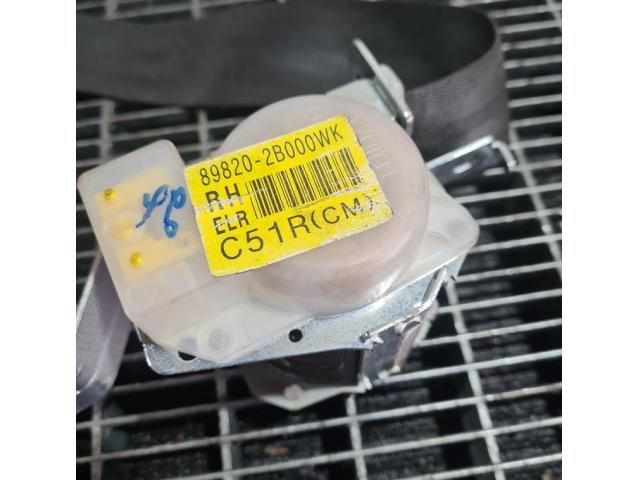 89820-2B000WK
RH
ELR
C51R(CM)